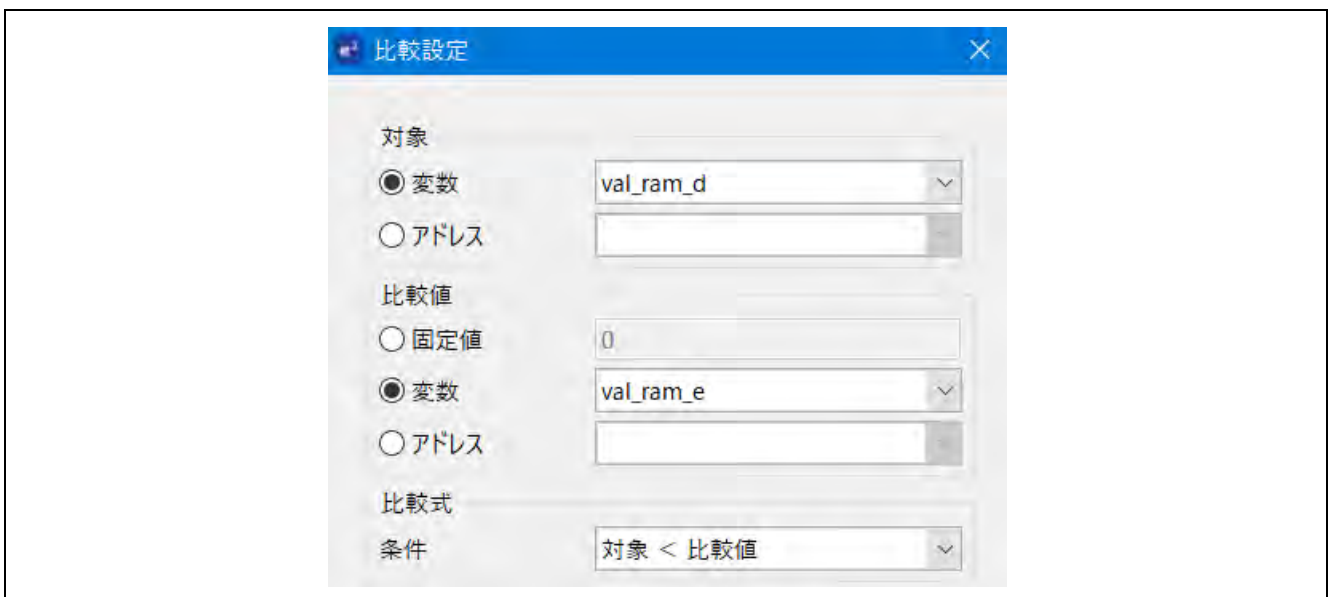 e² 比較設定
対象
変数 val_ram_d
アドレス
比較値
固定値 0
変数 val_ram_e
アドレス
比較式
条件 対象 < 比較値